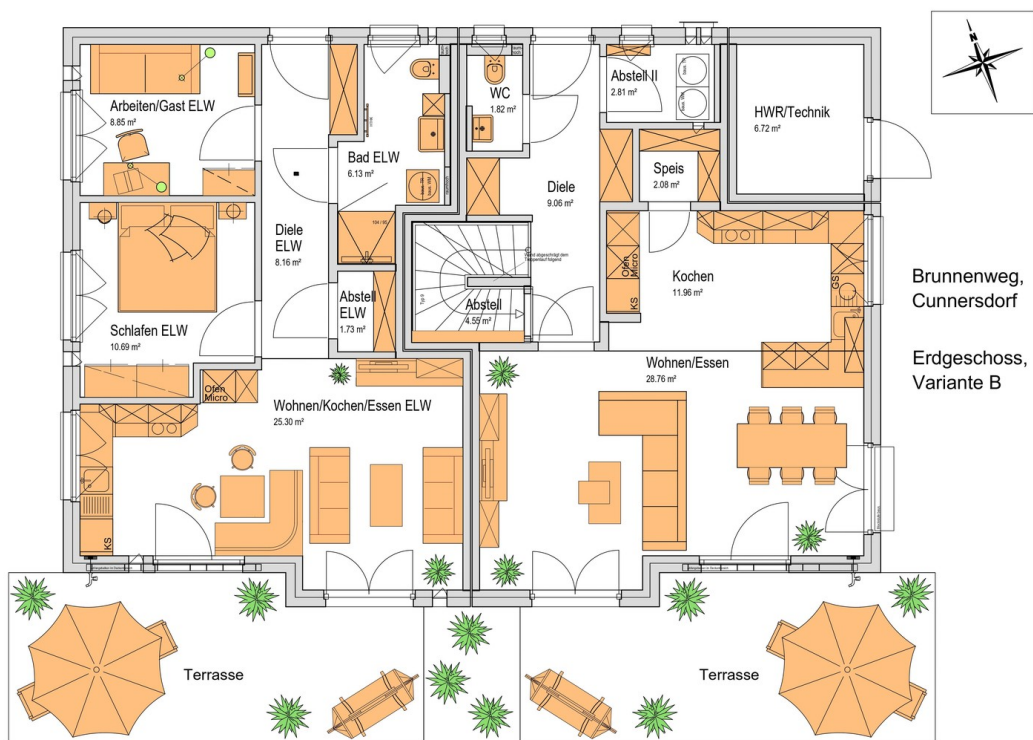 N
Arbeiten/Gast ELW
8.85 m²
Bad ELW
6.13 m²
WC
1.82 m²
Abstell II
2.81 m²
HWR/Technik
6.72 m²
Speis
2.08 m²
Diele
9.06 m²
Diele
ELW
8.16 m²
Schlafen ELW
10.69 m²
Abstell
ELW
1.73 m²
Abstell
4.55 m²
Ofen
Micro
KS
Kochen
11.96 m²
GS
Brunnenweg,
Cunnersdorf
Erdgeschoss,
Variante B
Ofen
Micro
Wohnen/Kochen/Essen ELW
25.30 m²
Wohnen/Essen
28.76 m²
KS
Terrasse
Terrasse